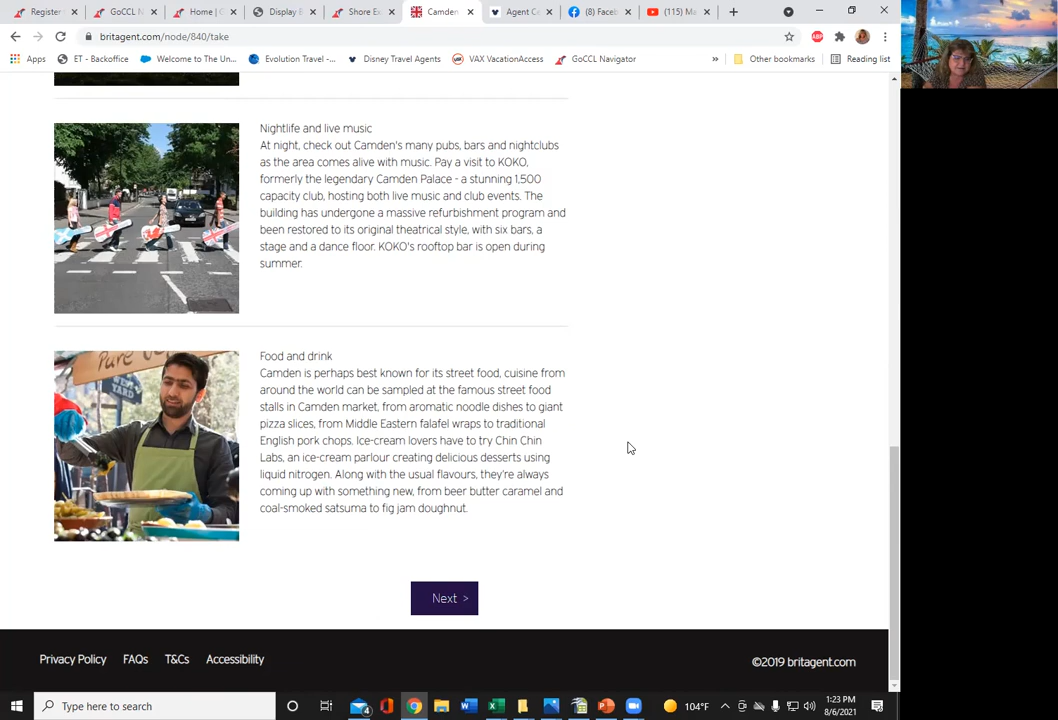 Register
GoCCL N
Home | G
Display B
Shore Ex
Camden
Agent Ce
(8) Faceb
(115) Ma
britagent.com/node/840/take
Apps
ET - Backoffice
Welcome to The Un...
Evolution Travel -...
Disney Travel Agents
VAX VacationAccess
GoCCL Navigator
»
Other bookmarks
Reading list
Nightlife and live music
At night, check out Camden's many pubs, bars and nightclubs
as the area comes alive with music. Pay a visit to KOKO,
formerly the legendary Camden Palace - a stunning 1,500
capacity club, hosting both live music and club events. The
building has undergone a massive refurbishment program and
been restored to its original theatrical style, with six bars, a
stage and a dance floor. KOKO's rooftop bar is open during
summer.
Pure
WEST
YARD
Food and drink
Camden is perhaps best known for its street food, cuisine from
around the world can be sampled at the famous street food
stalls in Camden market, from aromatic noodle dishes to giant
pizza slices, from Middle Eastern falafel wraps to traditional
English pork chops. Ice-cream lovers have to try Chin Chin
Labs, an ice-cream parlour creating delicious desserts using
liquid nitrogen. Along with the usual flavours, they're always
coming up with something new, from beer butter caramel and
coal-smoked satsuma to fig jam doughnut.
Next >
Privacy Policy
FAQs
T&Cs
Accessibility
©2019 britagent.com
Type here to search
104°F
1:23 PM
8/6/2021